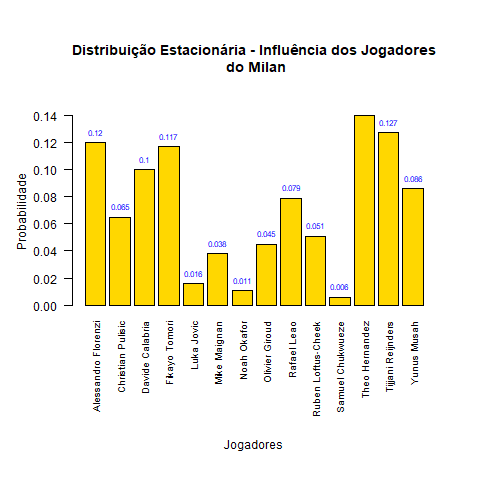 Distribuição Estacionária - Influência dos Jogadores
do Milan
Probabilidade
0.14
0.12
0.10
0.08
0.06
0.04
0.02
0.00
0.12
0.065
0.1
0.117
0.016
0.038
0.011
0.045
0.079
0.051
0.006
0.127
0.086
Alessandro Florenzi
Christian Pulisic
Davide Calabria
Fikayo Tomori
Luka Jovic
Mike Maignan
Noah Okafor
Olivier Giroud
Rafael Leao
Ruben Loftus-Cheek
Samuel Chukwueze
Theo Hernandez
Tijjani Reijnders
Yunus Musah
Jogadores